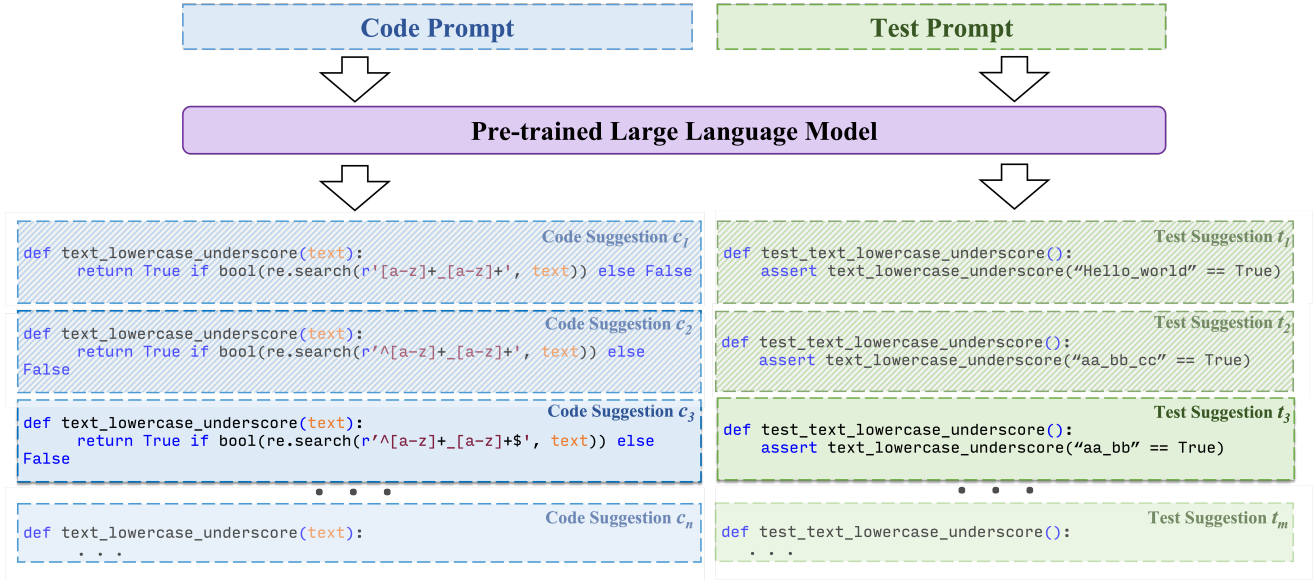 Code Prompt
Test Prompt
Pre-trained Large Language Model
Code Suggestion c1
def text_lowercase_underscore(text):
return True if bool(re.search(r'[a-z]+_[a-z]+', text)) else False
Code Suggestion c2
def text_lowercase_underscore(text):
return True if bool(re.search(r’^[a-z]+_[a-z]+', text)) else
False
Code Suggestion c3
def text_lowercase_underscore(text):
return True if bool(re.search(r’^[a-z]+_[a-z]+$', text)) else
False
• • •
Code Suggestion cn
def text_lowercase_underscore(text):
. . .
Test Suggestion t1
def test_text_lowercase_underscore():
assert text_lowercase_underscore(“Hello_world” == True)
Test Suggestion t2
def test_text_lowercase_underscore():
assert text_lowercase_underscore(“aa_bb_cc” == True)
Test Suggestion t3
def test_text_lowercase_underscore():
assert text_lowercase_underscore(“aa_bb” == True)
• • •
Test Suggestion tm
def test_text_lowercase_underscore():
. . .